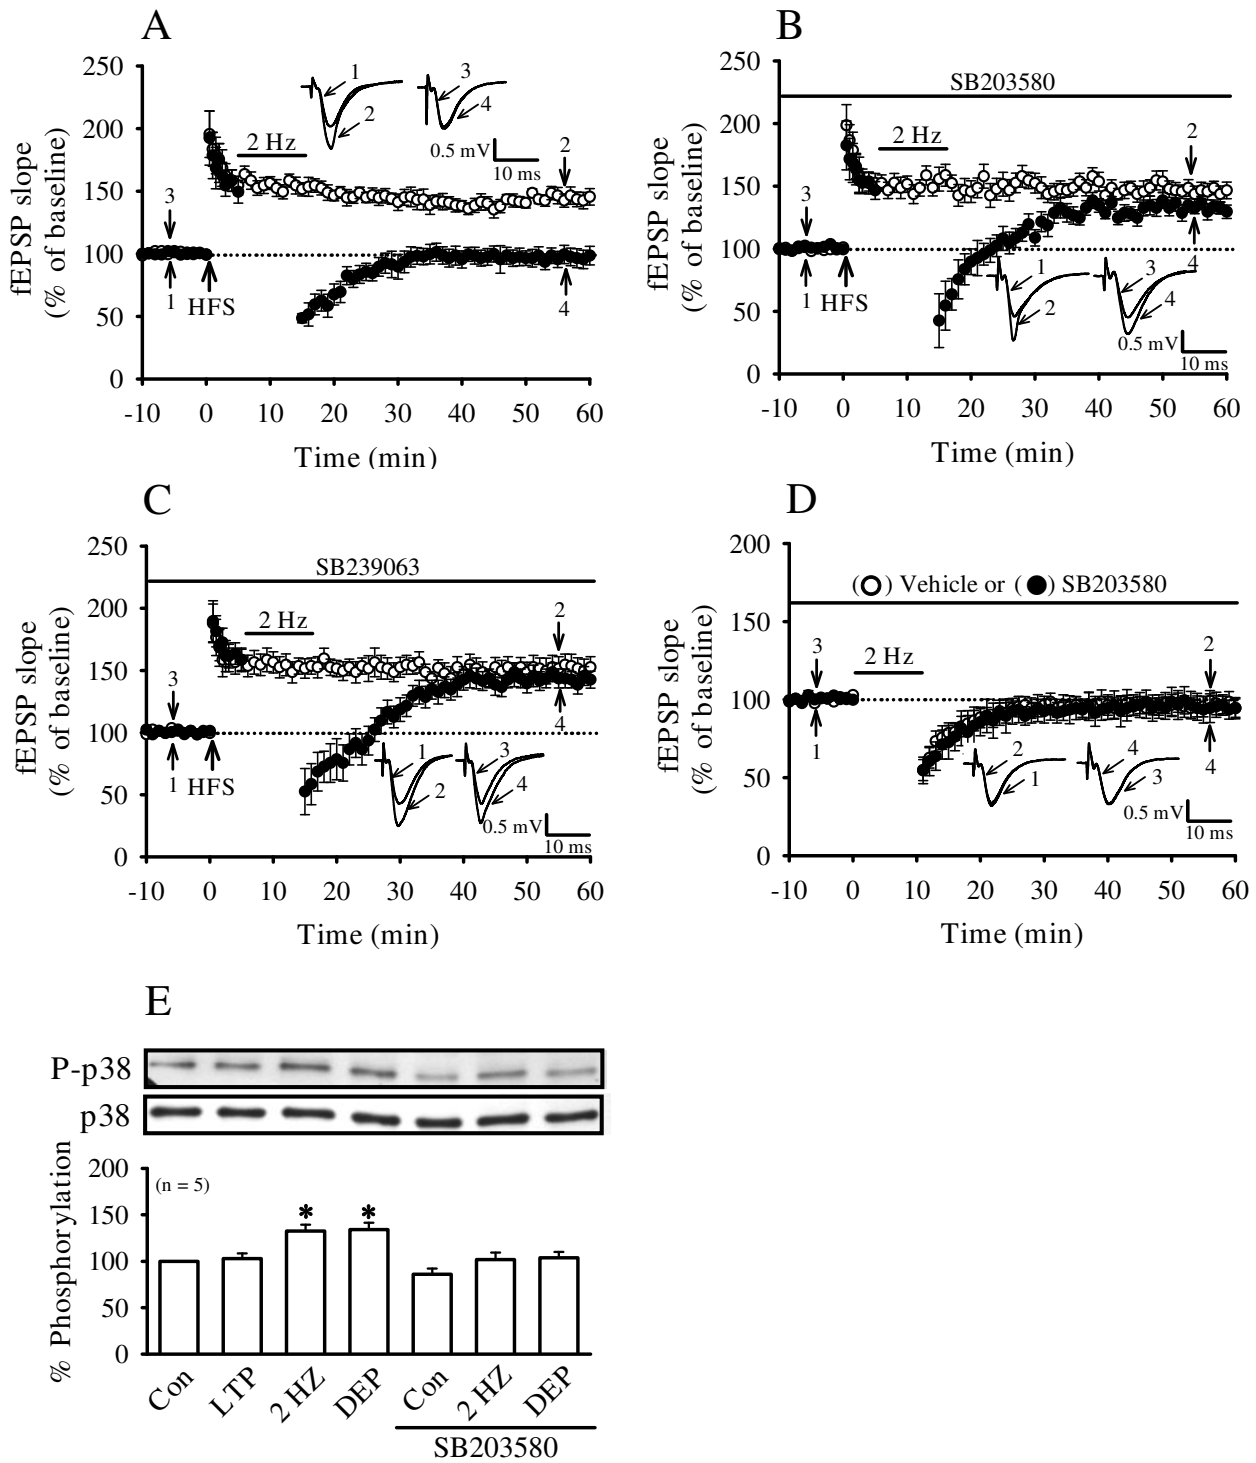 A
250
200
150
100
50
0
fEPSP slope
(% of baseline)
1
2
3
4
2 Hz
0.5 mV
10 ms
2
3
1
HFS
4
-10 0 10 20 30 40 50 60
Time (min)
B
250
200
150
100
50
0
fEPSP slope
(% of baseline)
SB203580
2 Hz
2
3
1
HFS
4
1
2
3
4
0.5 mV
10 ms
-10 0 10 20 30 40 50 60
Time (min)
C
250
200
150
100
50
0
fEPSP slope
(% of baseline)
SB239063
2 Hz
2
3
1
HFS
4
1
2
3
4
0.5 mV
10 ms
-10 0 10 20 30 40 50 60
Time (min)
D
200
150
100
50
0
fEPSP slope
(% of baseline)
(○) Vehicle or (●) SB203580
2 Hz
3
2
1
4
2
1
4
3
0.5 mV
10 ms
-10 0 10 20 30 40 50 60
Time (min)
E
P-p38
p38
% Phosphorylation
200
150
100
50
0
(n = 5)
* *
Con LTP 2 HZ DEP Con 2 HZ DEP
SB203580